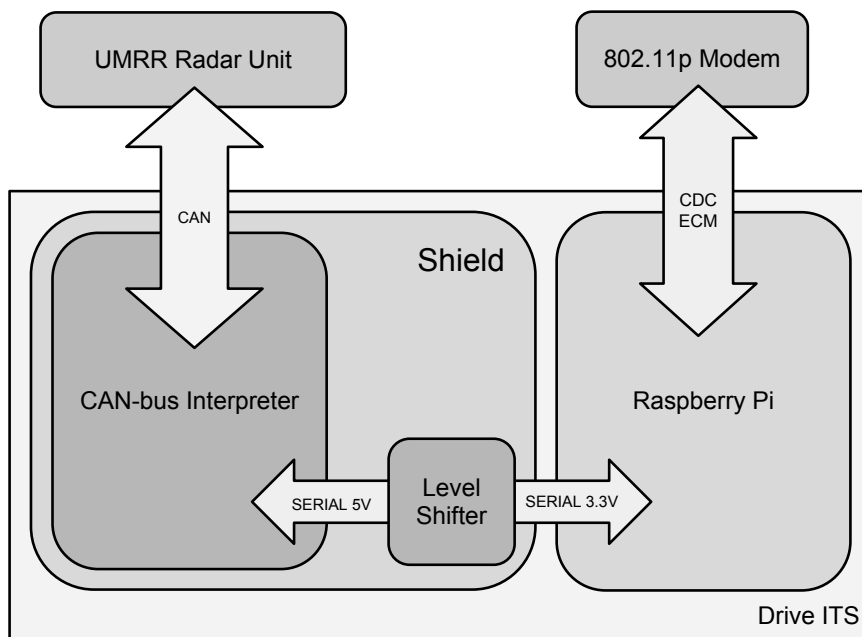 UMRR Radar Unit
802.11p Modem
CAN
CDC
ECM
Shield
CAN-bus Interpreter
Raspberry Pi
SERIAL 5V
Level
Shifter
SERIAL 3.3V
Drive ITS